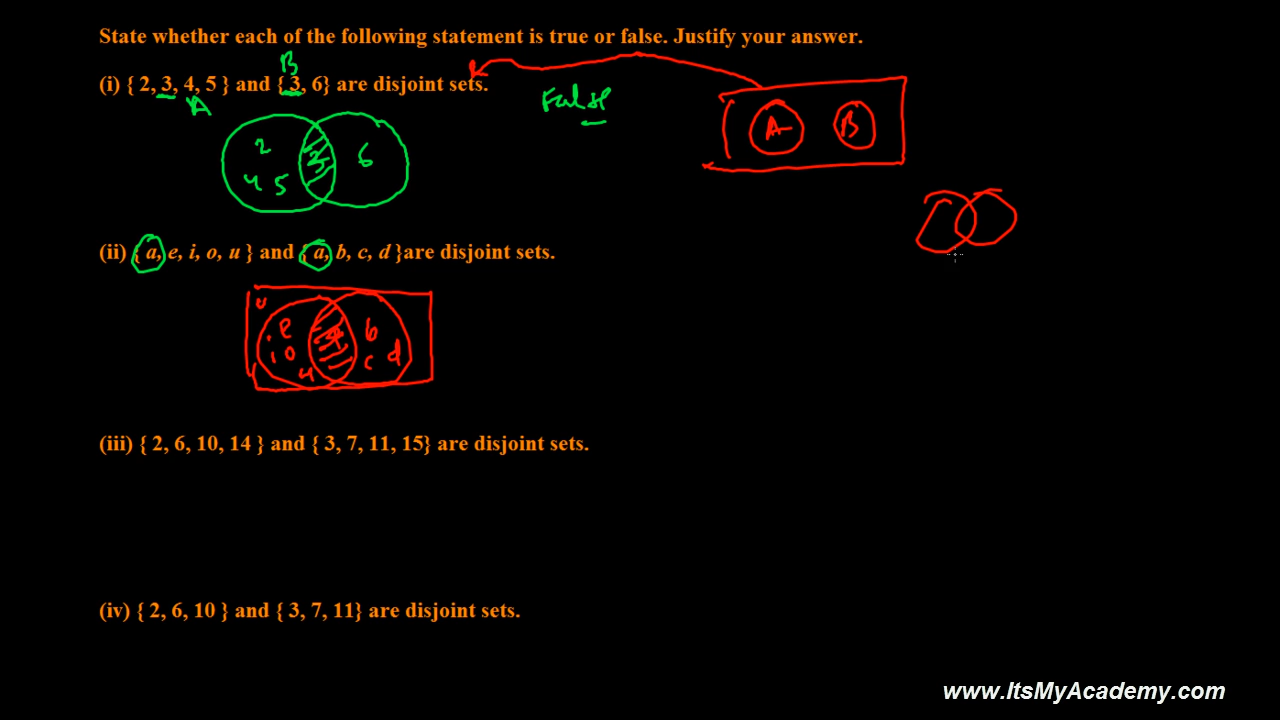 State whether each of the following statement is true or false. Justify your answer.
B
(i) { 2, 3, 4, 5 } and { 3, 6} are disjoint sets.
A
False
A B
2 3 6
4 5
(ii) { a, e, i, o, u } and { a, b, c, d }are disjoint sets.
u
e a b
i o c d
u
(iii) { 2, 6, 10, 14 } and { 3, 7, 11, 15} are disjoint sets.
(iv) { 2, 6, 10 } and { 3, 7, 11} are disjoint sets.
www.ItsMyAcademy.com